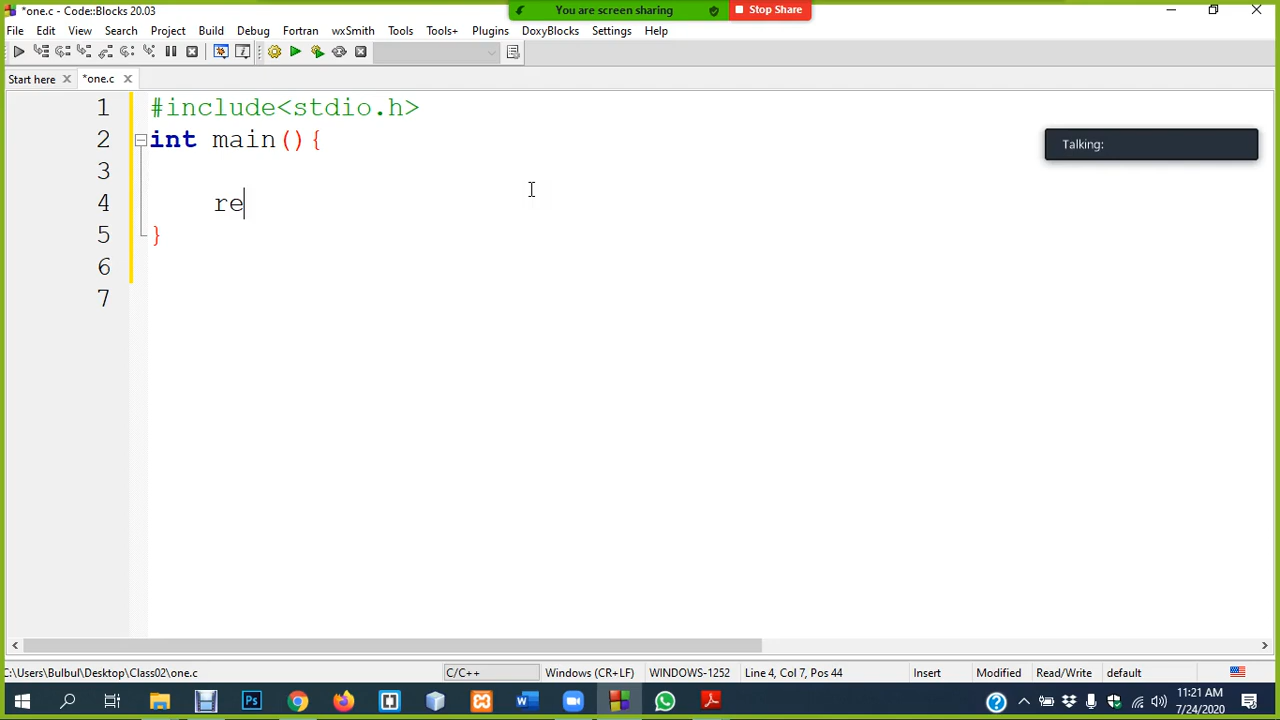 *one.c - Code::Blocks 20.03
You are screen sharing
Stop Share
File Edit View Search Project Build Debug Fortran wxSmith Tools Tools+ Plugins DoxyBlocks Settings Help
Start here
*one.c
1 #include<stdio.h>
2 int main(){
3
4 re
5 }
6
7
Talking:
C:\Users\Bulbul\Desktop\Class02\one.c C/C++ Windows (CR+LF) WINDOWS-1252 Line 4, Col 7, Pos 44 Insert Modified Read/Write default
11:21 AM
7/24/2020